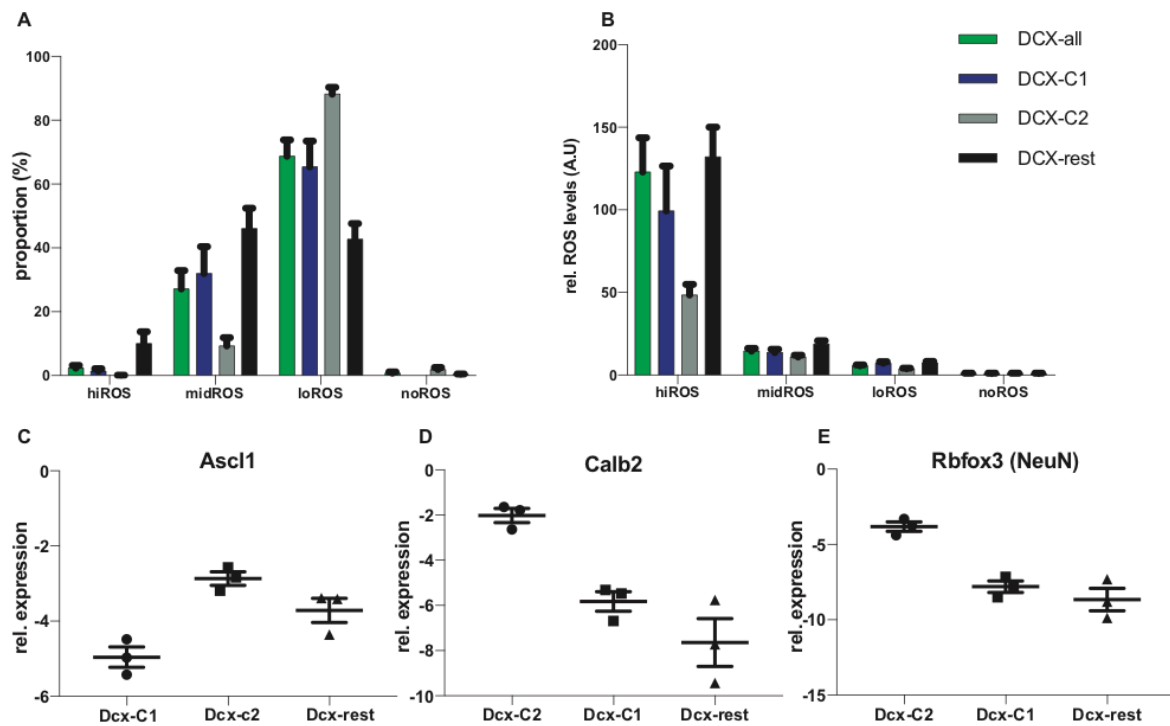 A
B
proportion (%)
100
80
60
40
20
0
hiROS midROS loROS noROS
rel. ROS levels (A.U)
200
150
100
50
0
hiROS midROS loROS noROS
DCX-all
DCX-C1
DCX-C2
DCX-rest
C
Ascl1
rel. expression
0
-2
-4
-6
Dcx-C1 Dcx-c2 Dcx-rest
D
Calb2
rel. expression
0
-2
-4
-6
-8
-10
Dcx-C2 Dcx-C1 Dcx-rest
E
Rbfox3 (NeuN)
rel. expression
0
-5
-10
-15
Dcx-C2 Dcx-C1 Dcx-rest